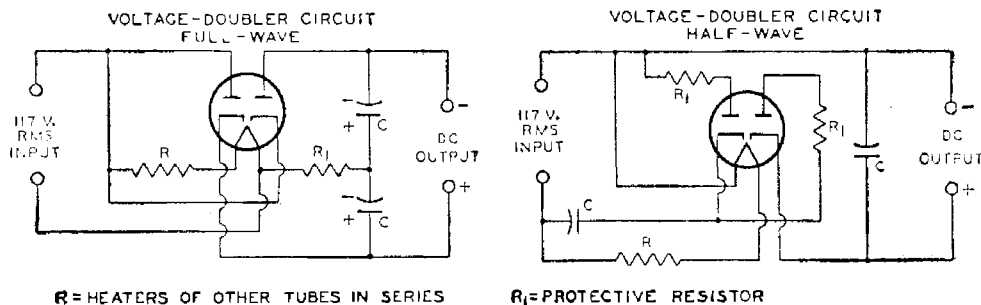 VOLTAGE-DOUBLER CIRCUIT
FULL-WAVE
117 V.
RMS
INPUT
R
R1
C
C
-
+
-
+
-
DC
OUTPUT
+
VOLTAGE-DOUBLER CIRCUIT
HALF-WAVE
117 V.
RMS
INPUT
R1
R1
C
C
R
-
DC
OUTPUT
+
R=HEATERS OF OTHER TUBES IN SERIES
R1=PROTECTIVE RESISTOR